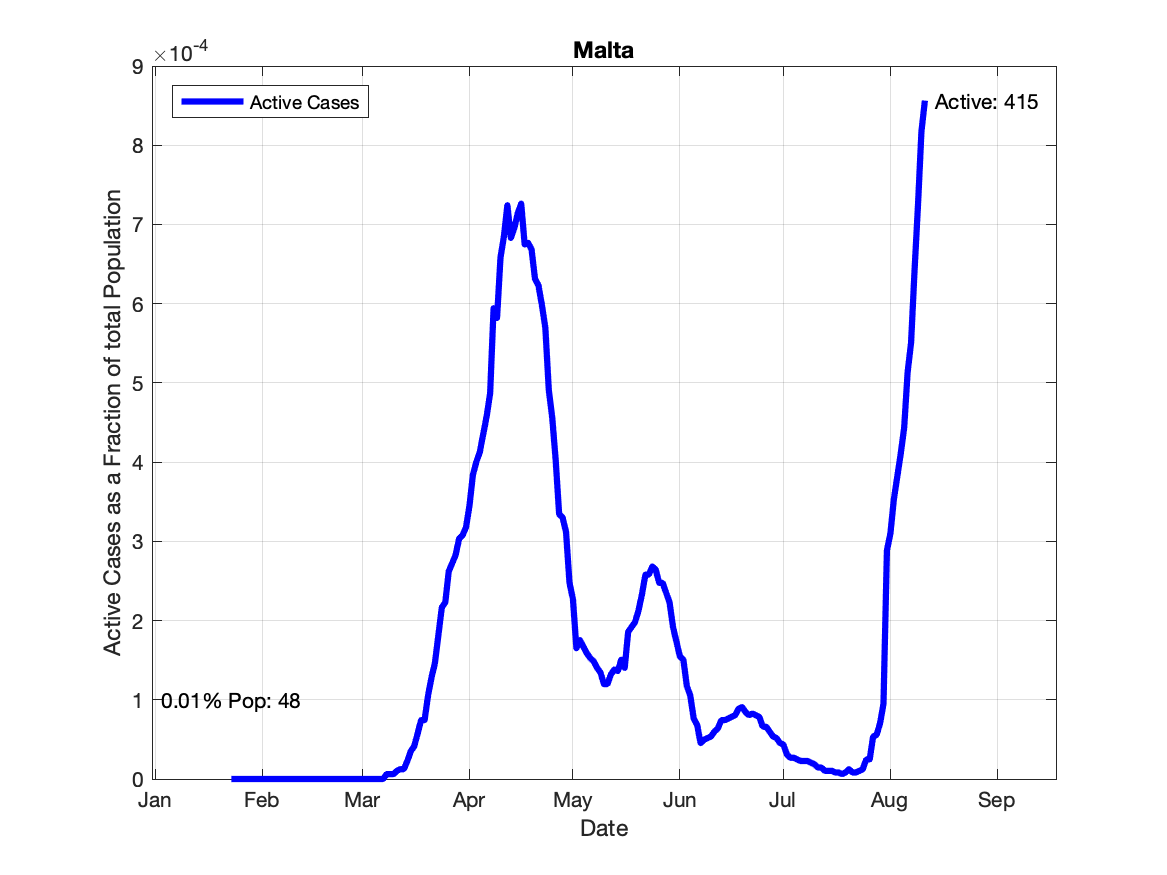 Malta
×10-4
9
8
7
6
5
4
3
2
1
0
Active Cases as a Fraction of total Population
Active Cases
Active: 415
0.01% Pop: 48
Jan Feb Mar Apr May Jun Jul Aug Sep
Date